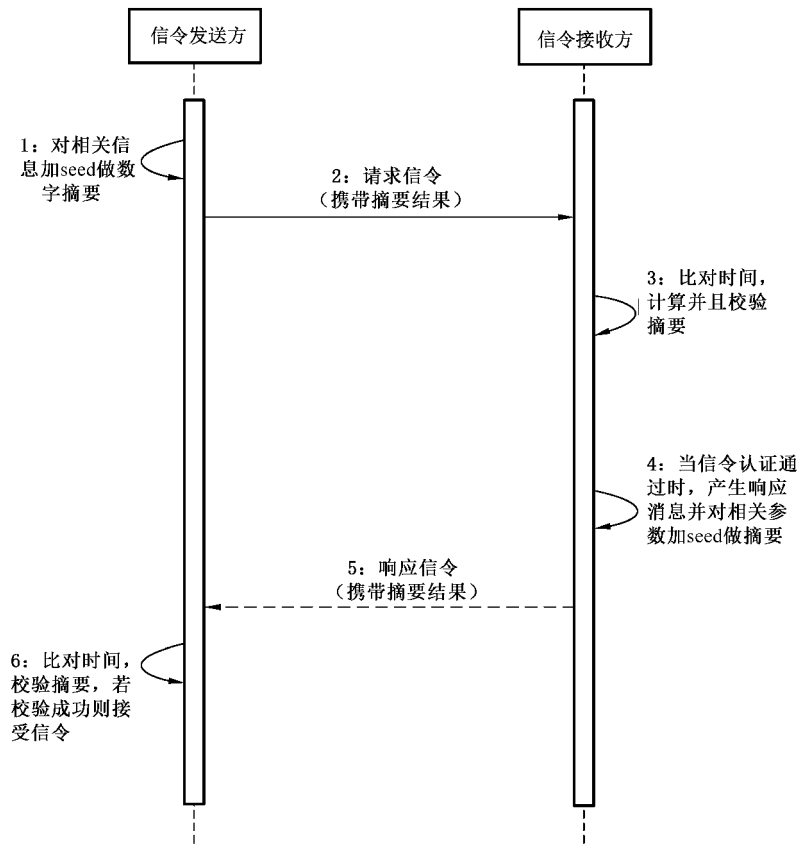 信令发送方
信令接收方
1：对相关信
息加seed做数
字摘要
2：请求信令
（携带摘要结果）
3：比对时间，
计算并且校验
摘要
4：当信令认证通
过时，产生响应
消息并对相关参
数加seed做摘要
5：响应信令
（携带摘要结果）
6：比对时间，
校验摘要，若
校验成功则接
受信令